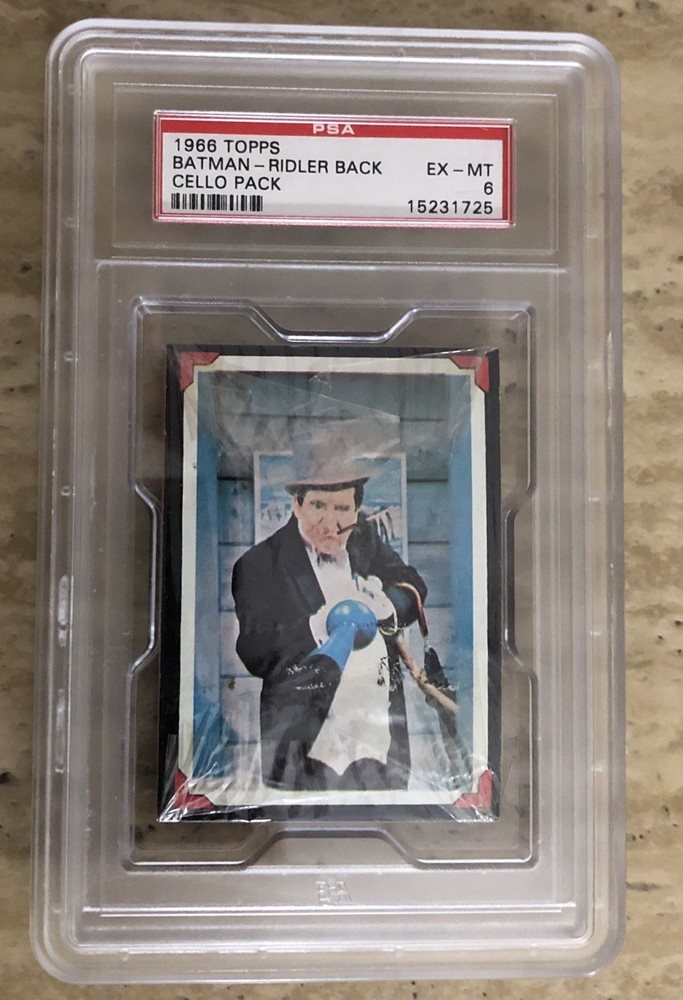 PSA
1966 TOPPS
BATMAN – RIDLER BACK EX – MT
CELLO PACK 6
15231725